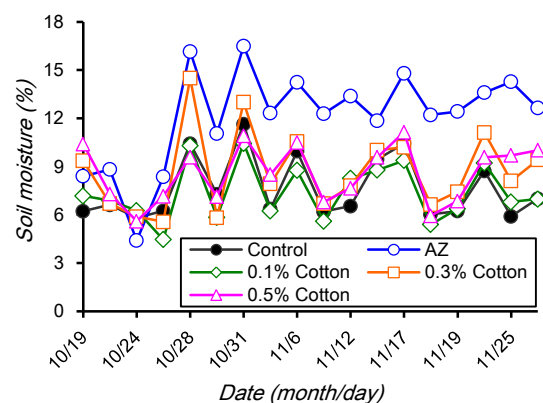 18
15
12
9
6
3
0
Soil moisture (%)
Control
AZ
0.1% Cotton
0.3% Cotton
0.5% Cotton
10/19
10/24
10/28
10/31
11/6
11/12
11/17
11/19
11/25
Date (month/day)